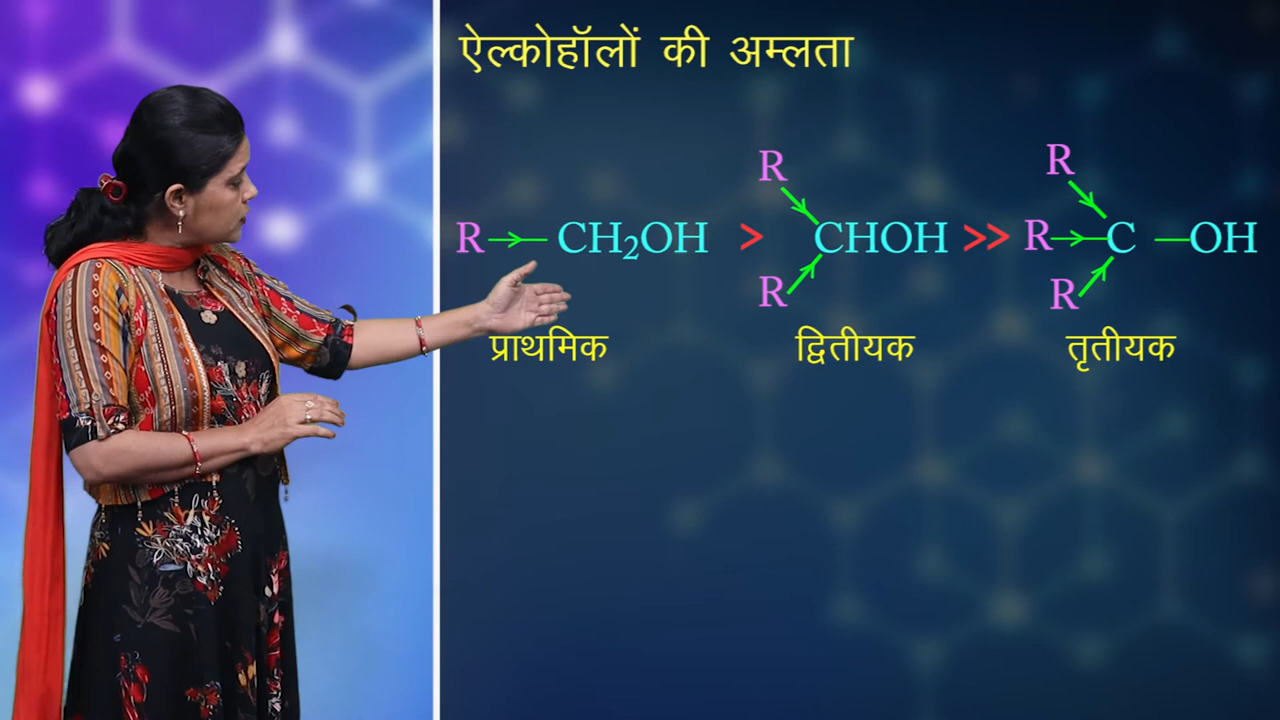 ऐल्कोहॉलों की अम्लता
R
R
R → CH₂OH > CHOH >> R → C —OH
R
R
प्राथमिक द्वितीयक तृतीयक